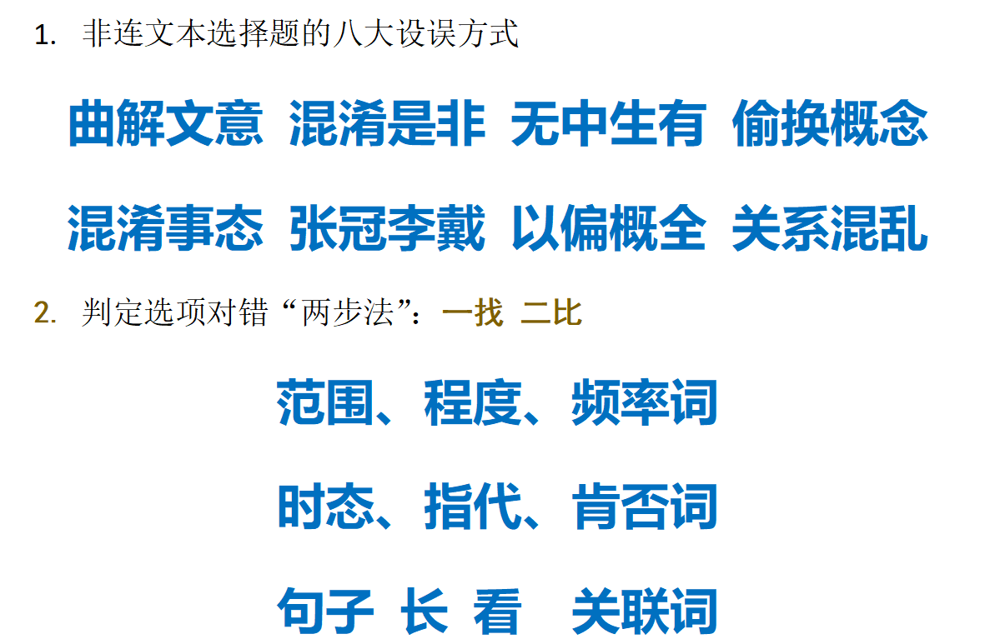 1. 非连文本选择题的八大设误方式
曲解文意 混淆是非 无中生有 偷换概念
混淆事态 张冠李戴 以偏概全 关系混乱
2. 判定选项对错“两步法”：一找 二比
范围、程度、频率词
时态、指代、肯否词
句子 长 看 关联词